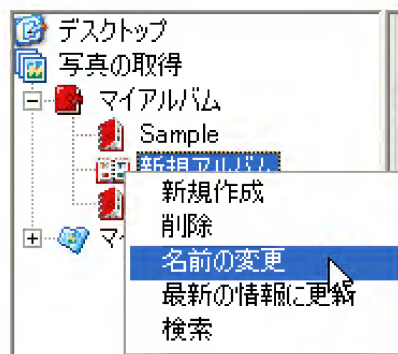 デスクトップ
写真の取得
マイアルバム
Sample
新規アルバム
新規作成
削除
マ
名前の変更
最新の情報に更新
検索